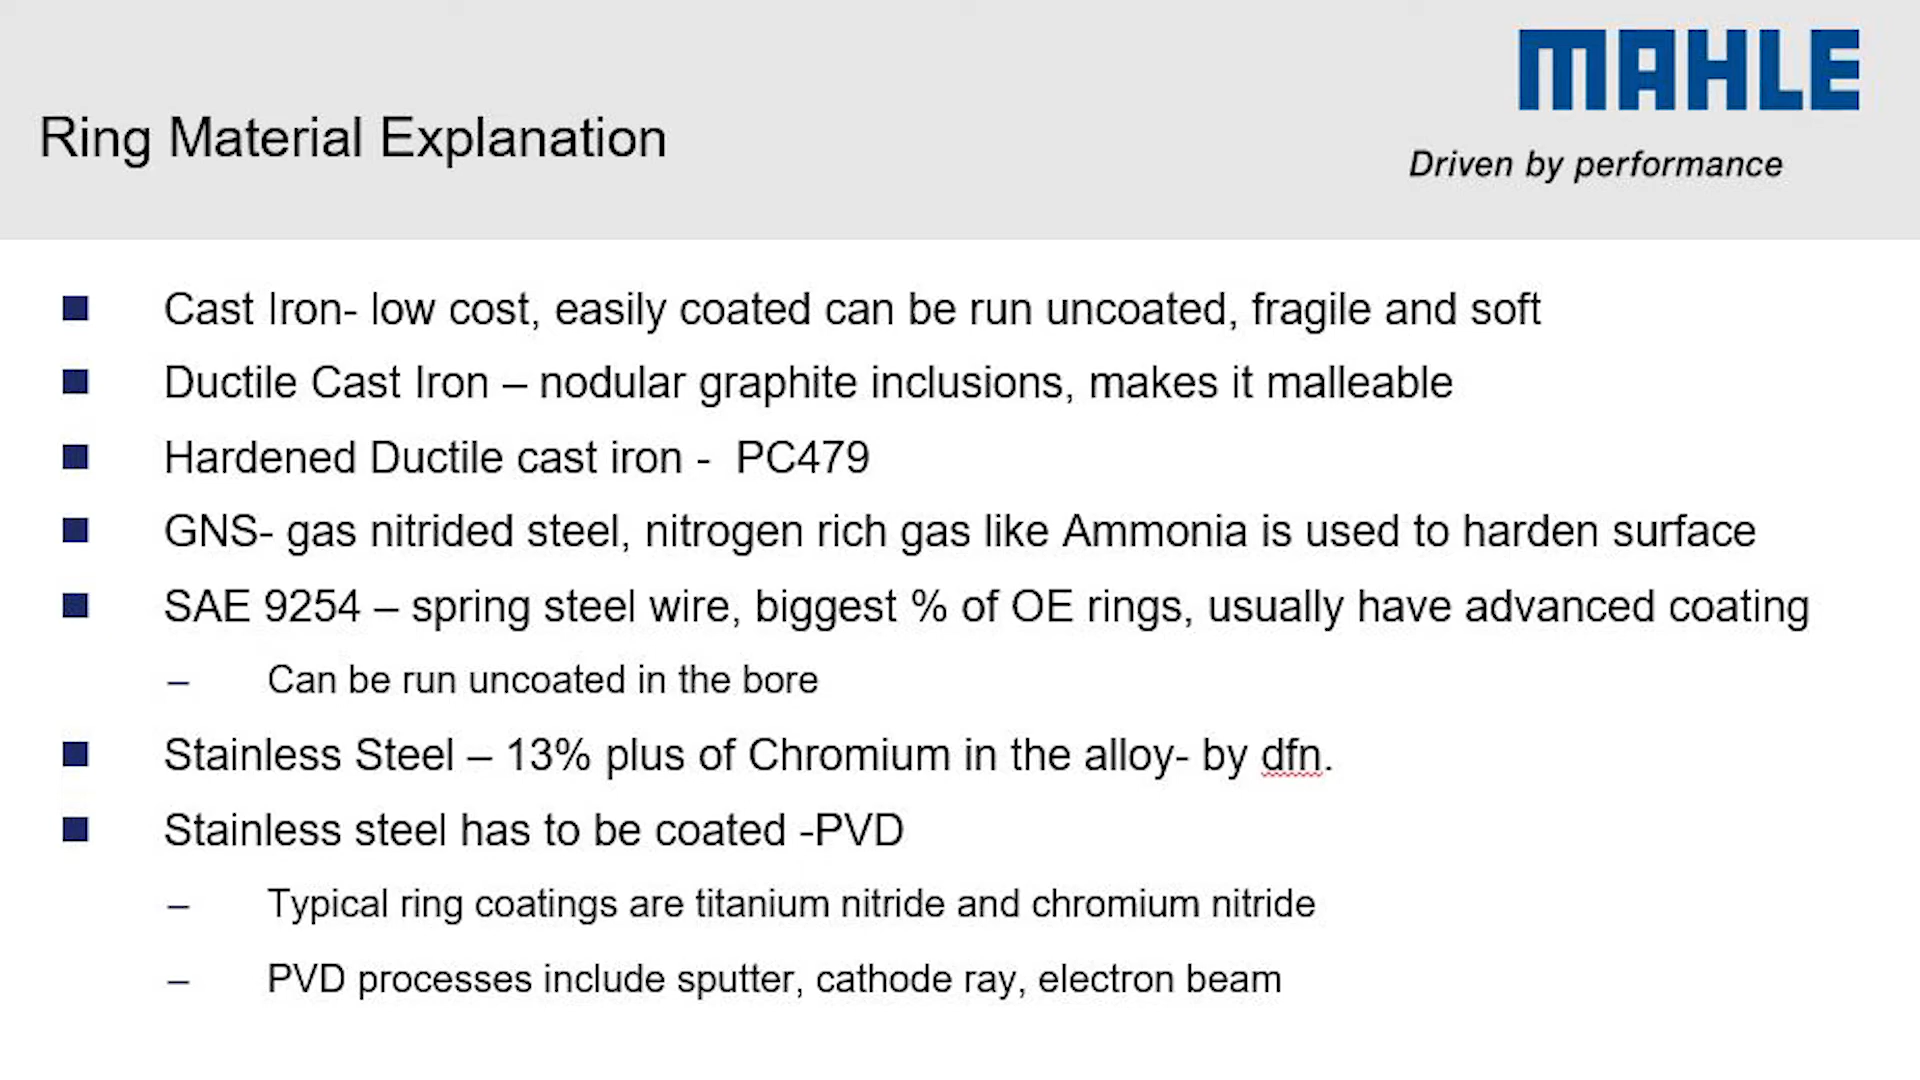 MAHLE
Ring Material Explanation
Driven by performance
Cast Iron- low cost, easily coated can be run uncoated, fragile and soft
Ductile Cast Iron – nodular graphite inclusions, makes it malleable
Hardened Ductile cast iron -  PC479
GNS- gas nitrided steel, nitrogen rich gas like Ammonia is used to harden surface
SAE 9254 – spring steel wire, biggest % of OE rings, usually have advanced coating
– Can be run uncoated in the bore
Stainless Steel – 13% plus of Chromium in the alloy- by dfn.
Stainless steel has to be coated -PVD
– Typical ring coatings are titanium nitride and chromium nitride
– PVD processes include sputter, cathode ray, electron beam